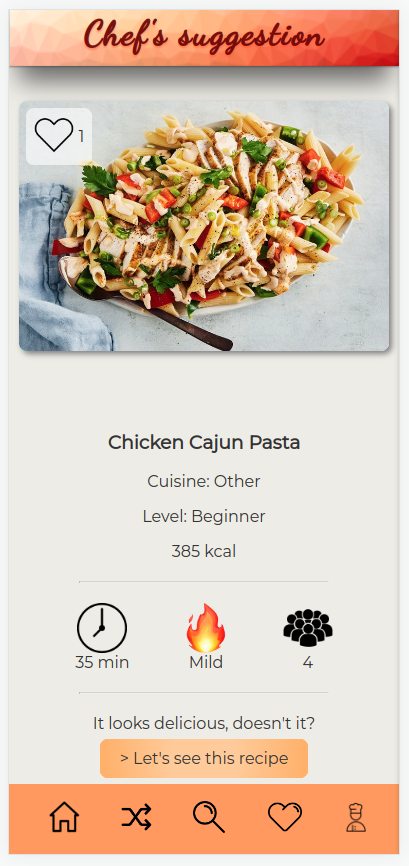 Chef's suggestion
1
Chicken Cajun Pasta
Cuisine: Other
Level: Beginner
385 kcal
35 min
Mild
4
It looks delicious, doesn't it?
> Let's see this recipe